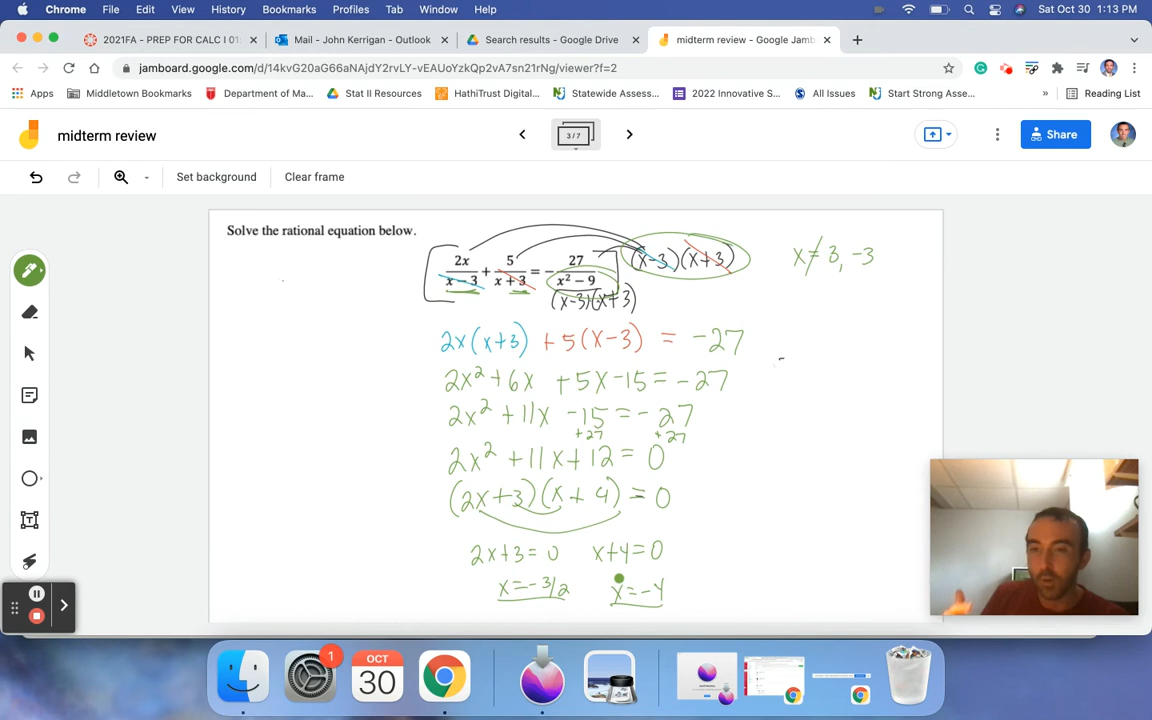 Chrome File Edit View History Bookmarks Profiles Tab Window Help Sat Oct 30 1:13 PM
2021FA - PREP FOR CALC I 01: × Mail - John Kerrigan - Outlook × Search results - Google Drive × midterm review - Google Jamb × +
jamboard.google.com/d/14kvG20aG66aNAjdY2rvLY-vEAUoYzkQp2vA7sn21rNg/viewer?f=2
Apps Middletown Bookmarks Department of Ma... Stat II Resources HathiTrust Digital... Statewide Assess... 2022 Innovative S... All Issues Start Strong Asse... » Reading List
midterm review 3/7 Share
Set background Clear frame
Solve the rational equation below.
2x/(x − 3) + 5/(x + 3) = −27/(x² − 9) (x-3)(x+3) x≠3, -3
(x-3)(x+3)
2x(x+3) +5(x-3) = -27
2x²+6x +5x-15=-27
2x²+11x -15=-27
+27 +27
2x²+11x+12=0
(2x+3)(x+4)=0
2x+3=0 x+4=0
x=-3/2 x=-4
1
OCT
30